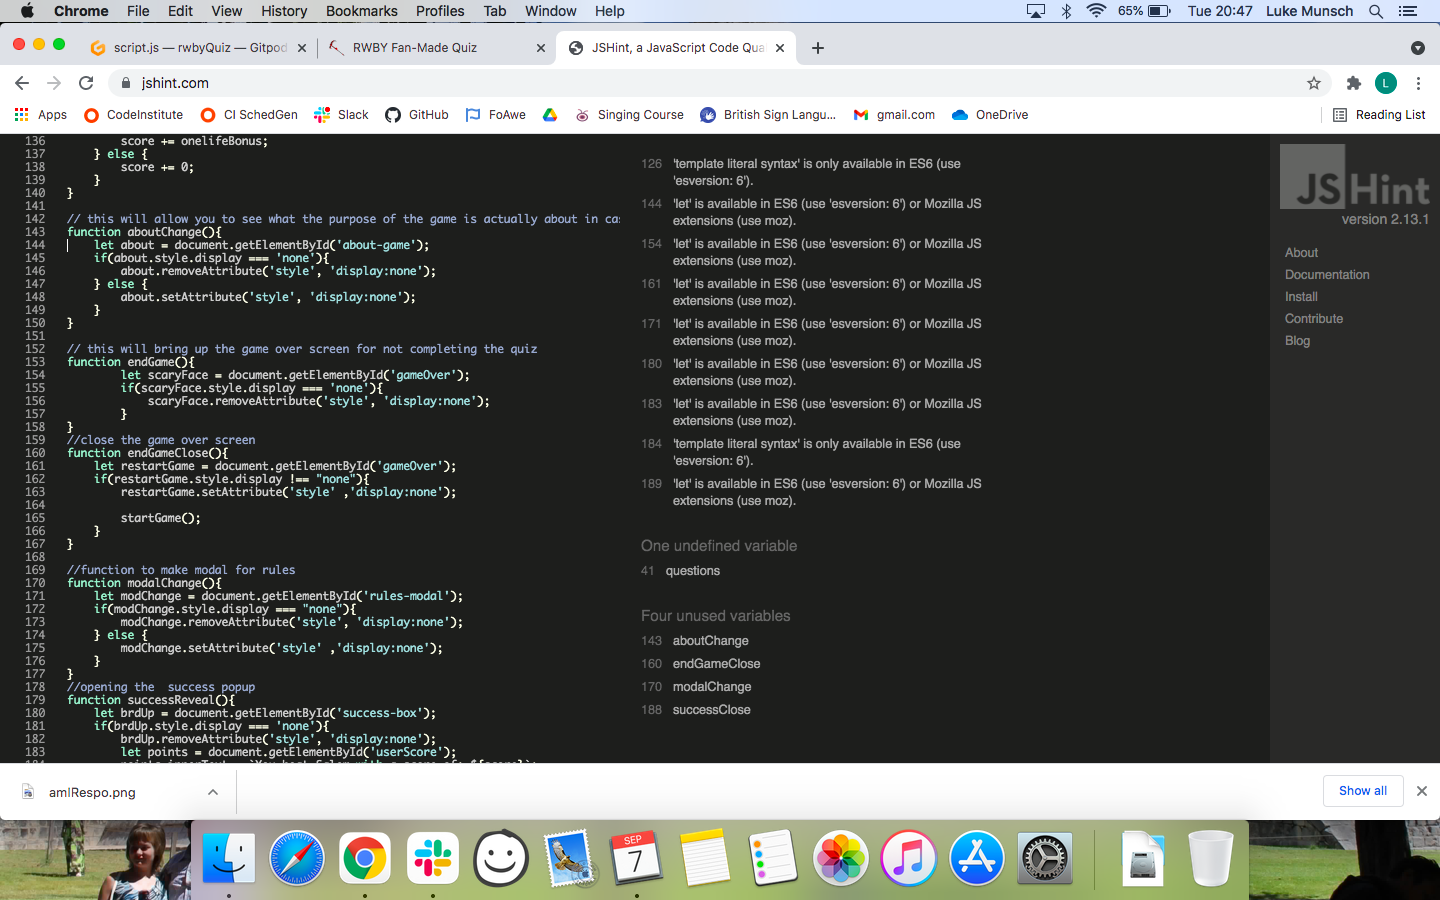 Chrome File Edit View History Bookmarks Profiles Tab Window Help 65% Tue 20:47 Luke Munsch
script.js — rwbyQuiz — Gitpod RWBY Fan-Made Quiz JSHint, a JavaScript Code Qua
jshint.com L
Apps CodeInstitute CI SchedGen Slack GitHub FoAwe Singing Course British Sign Langu... gmail.com OneDrive Reading List
136 score += onelifeBonus;
137 } else {
138 score += 0;
139 }
140 }
141
142 // this will allow you to see what the purpose of the game is actually about in cas
143 function aboutChange(){
144 let about = document.getElementById('about-game');
145 if(about.style.display === 'none'){
146 about.removeAttribute('style', 'display:none');
147 } else {
148 about.setAttribute('style', 'display:none');
149 }
150 }
151
152 // this will bring up the game over screen for not completing the quiz
153 function endGame(){
154 let scaryFace = document.getElementById('gameOver');
155 if(scaryFace.style.display === 'none'){
156 scaryFace.removeAttribute('style', 'display:none');
157 }
158 }
159 //close the game over screen
160 function endGameClose(){
161 let restartGame = document.getElementById('gameOver');
162 if(restartGame.style.display !== "none"){
163 restartGame.setAttribute('style' ,'display:none');
164
165 startGame();
166 }
167 }
168
169 //function to make modal for rules
170 function modalChange(){
171 let modChange = document.getElementById('rules-modal');
172 if(modChange.style.display === "none"){
173 modChange.removeAttribute('style', 'display:none');
174 } else {
175 modChange.setAttribute('style' ,'display:none');
176 }
177 }
178 //opening the  success popup
179 function successReveal(){
180 let brdUp = document.getElementById('success-box');
181 if(brdUp.style.display === 'none'){
182 brdUp.removeAttribute('style', 'display:none');
183 let points = document.getElementById('userScore');
126 'template literal syntax' is only available in ES6 (use
'esversion: 6').
144 'let' is available in ES6 (use 'esversion: 6') or Mozilla JS
extensions (use moz).
154 'let' is available in ES6 (use 'esversion: 6') or Mozilla JS
extensions (use moz).
161 'let' is available in ES6 (use 'esversion: 6') or Mozilla JS
extensions (use moz).
171 'let' is available in ES6 (use 'esversion: 6') or Mozilla JS
extensions (use moz).
180 'let' is available in ES6 (use 'esversion: 6') or Mozilla JS
extensions (use moz).
183 'let' is available in ES6 (use 'esversion: 6') or Mozilla JS
extensions (use moz).
184 'template literal syntax' is only available in ES6 (use
'esversion: 6').
189 'let' is available in ES6 (use 'esversion: 6') or Mozilla JS
extensions (use moz).
One undefined variable
41 questions
Four unused variables
143 aboutChange
160 endGameClose
170 modalChange
188 successClose
JSHint
version 2.13.1
About
Documentation
Install
Contribute
Blog
amIRespo.png Show all
SEP
7